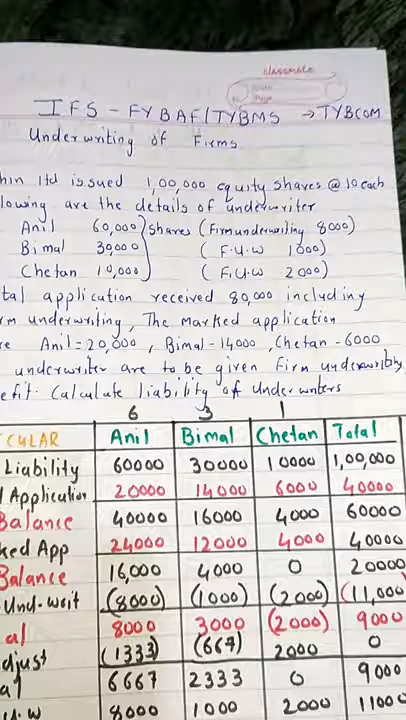 classmate
Date
Page
IFS - FYBAF/TYBMS → TYBCOM
Underwriting of Firms
hin ltd issued 1,00,000 equity shares @ 10 each
lowing are the details of underwriter
Anil 60,000 } shares (Firm underwriting 8000)
Bimal 30,000 (F.U.W 1000)
Chetan 10,000 (F.U.W 2000)
tal application received 80,000 including
rm underwriting, The Marked application
re Anil = 20,000, Bimal - 14000, Chetan - 6000
underwriter are to be given Firm underwriting
efit. Calculate liability of underwriters
6 3 1
CULAR Anil Bimal Chetan Total
Liability 60000 30000 10000 1,00,000
Application 20000 14000 6000 40000
Balance 40000 16000 4000 60000
ked App 24000 12000 4000 40000
Balance 16,000 4000 0 20000
Und-writ (8000) (1000) (2000) (11,000
al 8000 3000 (2000) 9000
djust (1333) (667) 2000 0
al 6667 2333 0 9000
U.W 8000 1000 2000 1100